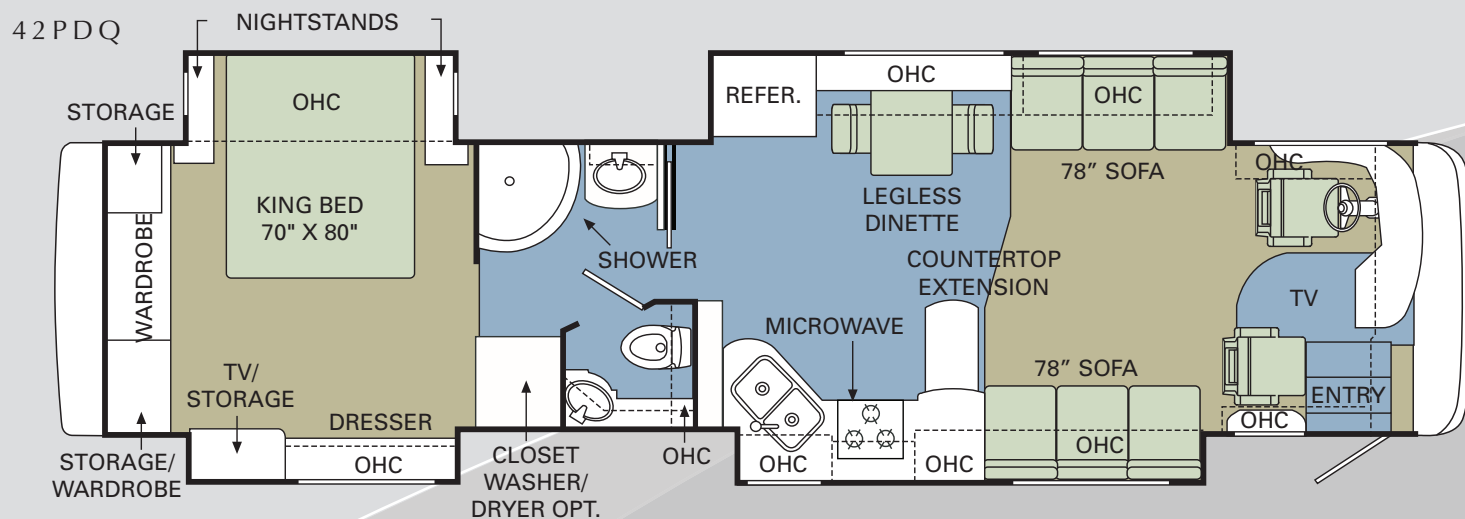 42PDQ
NIGHTSTANDS
STORAGE
OHC
KING BED
70" X 80"
WARDROBE
TV/
STORAGE
DRESSER
OHC
STORAGE/
WARDROBE
SHOWER
CLOSET
WASHER/
DRYER OPT.
OHC
REFER.
OHC
LEGLESS
DINETTE
COUNTERTOP
EXTENSION
MICROWAVE
OHC
OHC
OHC
78” SOFA
78” SOFA
OHC
OHC
TV
ENTRY
OHC